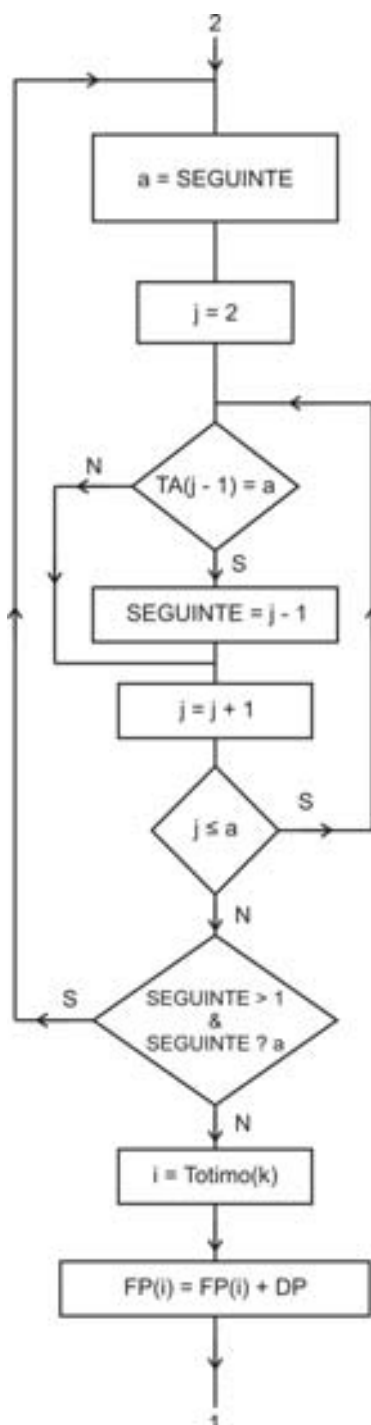 2
a = SEGUINTE
j = 2
TA(j - 1) = a
N
S
SEGUINTE = j - 1
j = j + 1
j ≤ a
S
N
SEGUINTE > 1
&
SEGUINTE ? a
S
N
i = Totimo(k)
FP(i) = FP(i) + DP
1